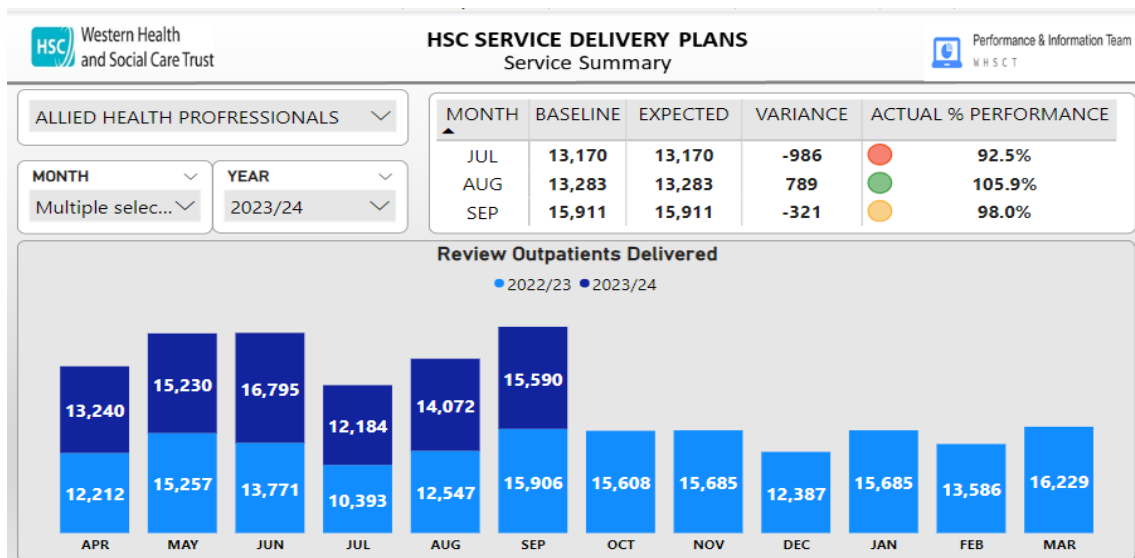 HSC Western Health
and Social Care Trust
HSC SERVICE DELIVERY PLANS
Service Summary
Performance & Information Team
WHSCT
ALLIED HEALTH PROFRESSIONALS
MONTH YEAR
Multiple selec... 2023/24
MONTH BASELINE EXPECTED VARIANCE ACTUAL % PERFORMANCE
JUL 13,170 13,170 -986 92.5%
AUG 13,283 13,283 789 105.9%
SEP 15,911 15,911 -321 98.0%
Review Outpatients Delivered
2022/23 2023/24
13,240 15,230 16,795 12,184 14,072 15,590
12,212 15,257 13,771 10,393 12,547 15,906 15,608 15,685 12,387 15,685 13,586 16,229
APR MAY JUN JUL AUG SEP OCT NOV DEC JAN FEB MAR